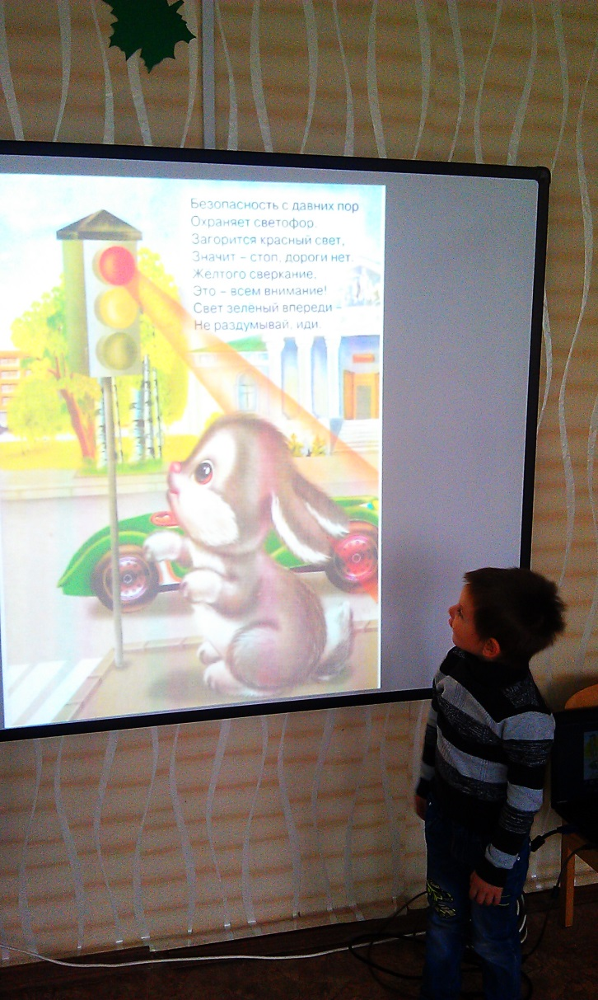 Безопасность с давних пор
Охраняет светофор.
Загорится красный свет,
Значит – стоп, дороги нет.
Желтого сверкание,
Это – всем внимание!
Свет зеленый впереди –
Не раздумывай, иди.